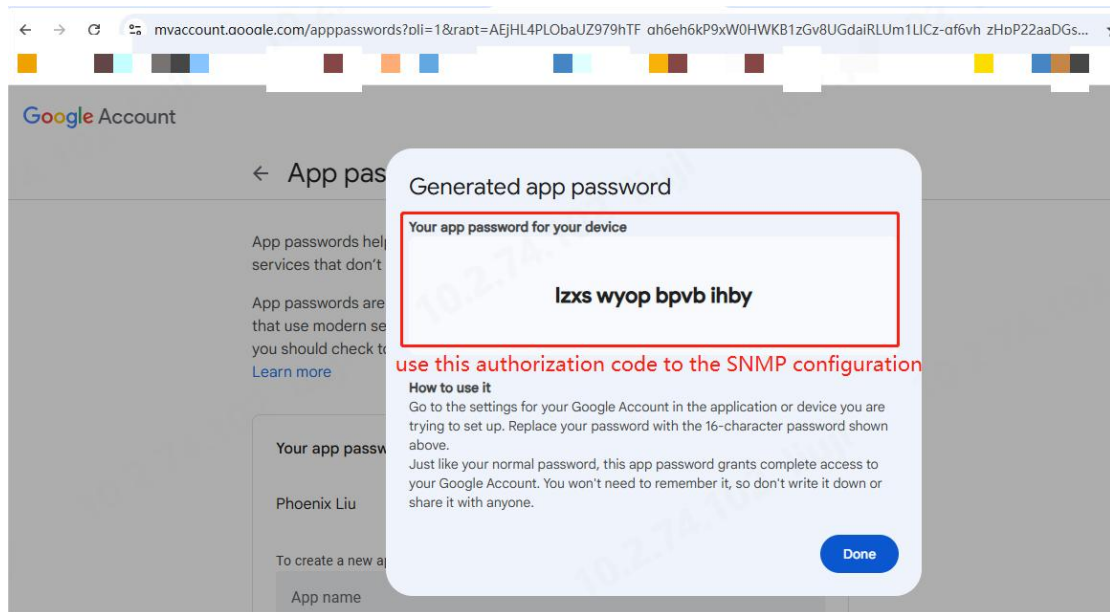 myaccount.google.com/apppasswords?pli=1&rapt=
Google Account
App pas
Generated app password
Your app password for your device
App passwords hel
services that don't
lzxs wyop bpvb ihby
App passwords are
that use modern se
you should check to
Learn more
use this authorization code to the SNMP configuration
How to use it
Go to the settings for your Google Account in the application or device you are
trying to set up. Replace your password with the 16-character password shown
above.
Just like your normal password, this app password grants complete access to
your Google Account. You won't need to remember it, so don't write it down or
share it with anyone.
Your app passw
Phoenix Liu
Done
To create a new a
App name